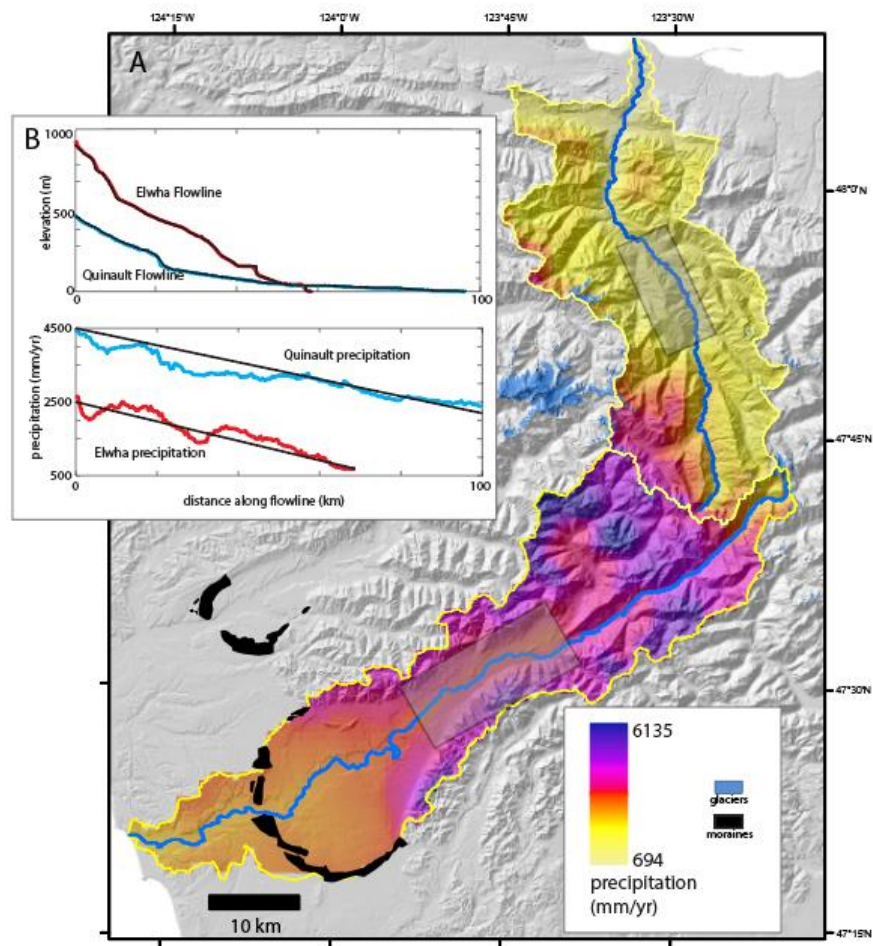 124°15'W 124°0'W 123°45'W 123°30'W
A
B
1000
elevation (m)
500
0
Elwha Flowline
Quinault Flowline
0 100
4500
precipitation (mm/yr)
2500
500
Quinault precipitation
Elwha precipitation
0 100
distance along flowline (km)
48°0'N
47°45'N
47°30'N
47°15'N
6135
694
precipitation
(mm/yr)
glaciers
moraines
10 km